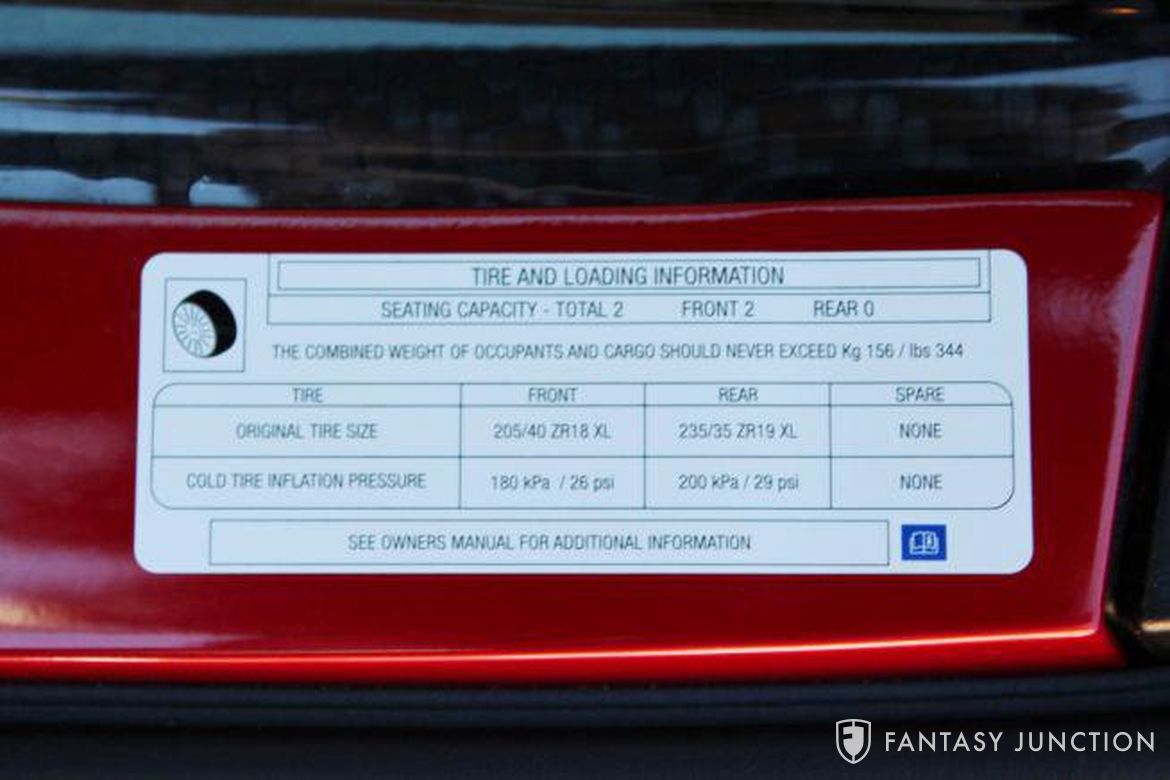 TIRE AND LOADING INFORMATION
SEATING CAPACITY - TOTAL 2 FRONT 2 REAR 0
THE COMBINED WEIGHT OF OCCUPANTS AND CARGO SHOULD NEVER EXCEED Kg 156 / lbs 344
TIRE FRONT REAR SPARE
ORIGINAL TIRE SIZE 205/40 ZR18 XL 235/35 ZR19 XL NONE
COLD TIRE INFLATION PRESSURE 180 kPa / 26 psi 200 kPa / 29 psi NONE
SEE OWNERS MANUAL FOR ADDITIONAL INFORMATION
FANTASY JUNCTION